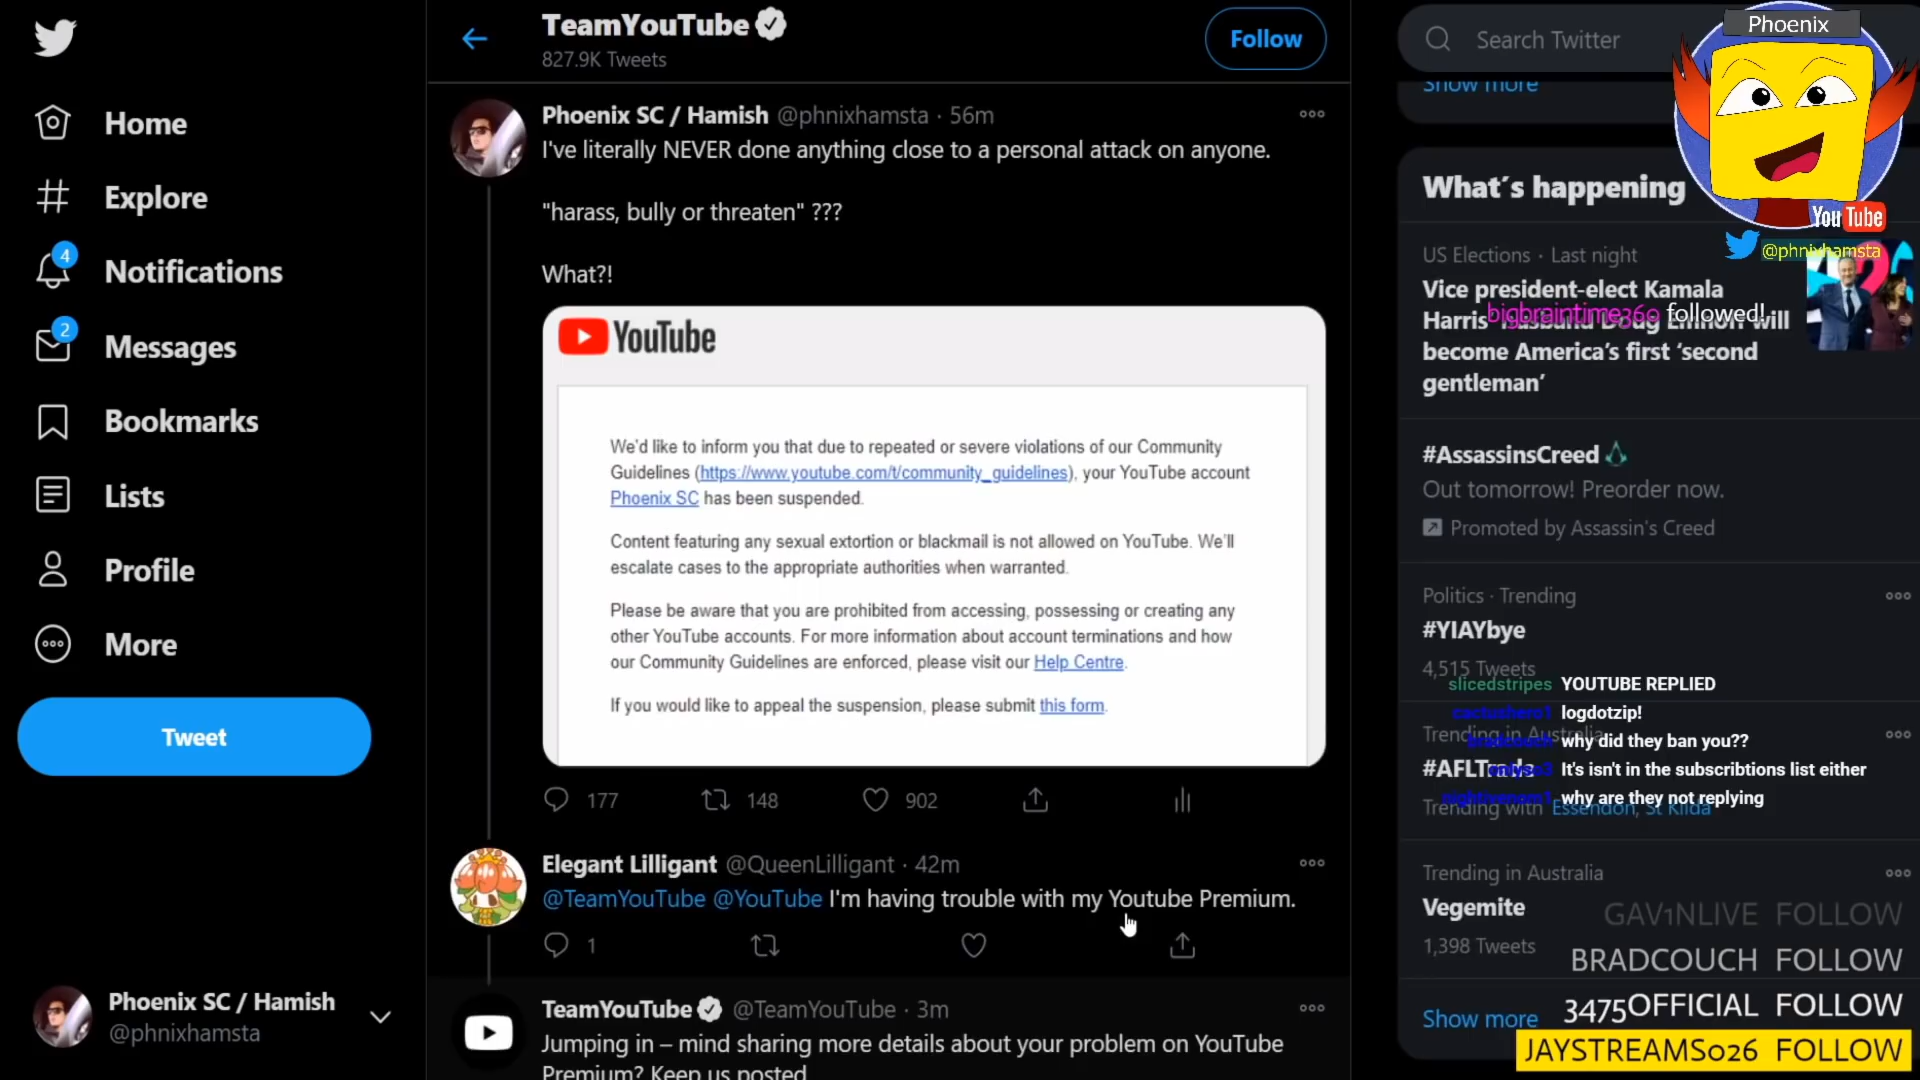 TeamYouTube
827.9K Tweets
Follow
Home
Explore
4
Notifications
2
Messages
Bookmarks
Lists
Profile
More
Tweet
Phoenix SC / Hamish
@phnixhamsta
Phoenix SC / Hamish @phnixhamsta · 56m
I've literally NEVER done anything close to a personal attack on anyone.
"harass, bully or threaten" ???
What?!
YouTube
We'd like to inform you that due to repeated or severe violations of our Community
Guidelines (https://www.youtube.com/t/community_guidelines), your YouTube account
Phoenix SC has been suspended.
Content featuring any sexual extortion or blackmail is not allowed on YouTube. We'll
escalate cases to the appropriate authorities when warranted.
Please be aware that you are prohibited from accessing, possessing or creating any
other YouTube accounts. For more information about account terminations and how
our Community Guidelines are enforced, please visit our Help Centre.
If you would like to appeal the suspension, please submit this form.
177 148 902
Elegant Lilligant @QueenLilligant · 42m
@TeamYouTube @YouTube I'm having trouble with my Youtube Premium.
1
TeamYouTube @TeamYouTube · 3m
Jumping in – mind sharing more details about your problem on YouTube
Premium? Keep us posted
Search Twitter
Phoenix
YouTube
@phnixhamsta
Show more
What's happening
US Elections · Last night
Vice president-elect Kamala
Harris' husband Doug Emhoff will
become America's first 'second
gentleman'
bigbraintime360 followed!
#AssassinsCreed
Out tomorrow! Preorder now.
Promoted by Assassin's Creed
Politics · Trending
#YIAYbye
4,515 Tweets
slicedstripes YOUTUBE REPLIED
cactushero1 logdotzip!
Trending in Australia
bradcouch why did they ban you??
#AFLTrade
It's isn't in the subscribtions list either
why are they not replying
Trending with Essendon, St Kilda
Trending in Australia
Vegemite
1,398 Tweets
Show more
GAV1NLIVE FOLLOW
BRADCOUCH FOLLOW
3475OFFICIAL FOLLOW
JAYSTREAMS026 FOLLOW